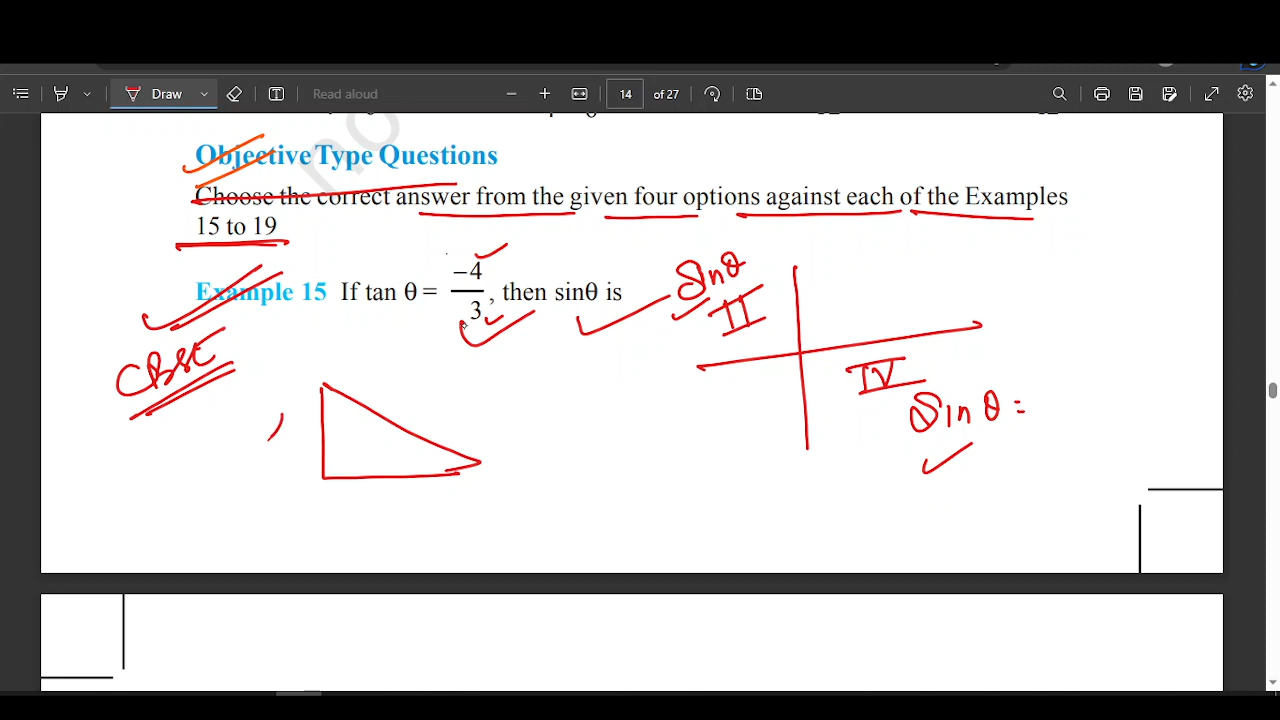 Draw
Read aloud
14 of 27
no
Objective Type Questions
Choose the correct answer from the given four options against each of the Examples
15 to 19
Example 15 If tan θ = -4/3, then sinθ is
sinθ
II
IV
sin θ =
CBSE